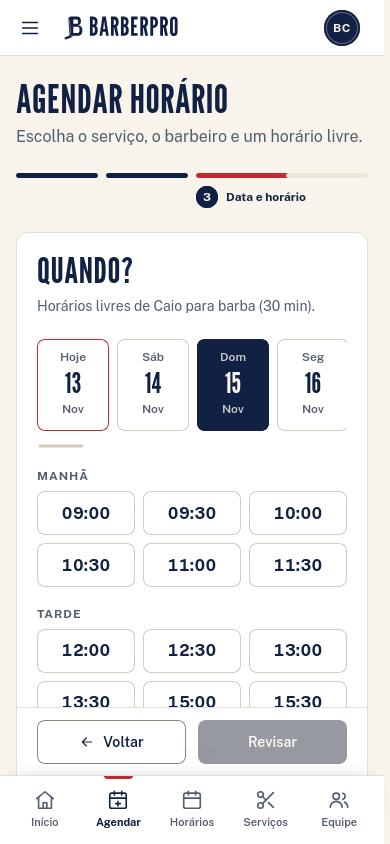 BARBERPRO
BC
AGENDAR HORÁRIO
Escolha o serviço, o barbeiro e um horário livre.
3 Data e horário
QUANDO?
Horários livres de Caio para barba (30 min).
Hoje Sáb Dom Seg
13 14 15 16
Nov Nov Nov Nov
MANHÃ
09:00 09:30 10:00
10:30 11:00 11:30
TARDE
12:00 12:30 13:00
13:30 15:00 15:30
← Voltar Revisar
Início Agendar Horários Serviços Equipe